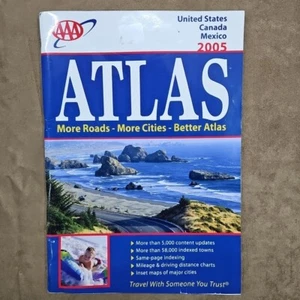 AAA
United States
Canada
Mexico
2005
ATLAS
More Roads - More Cities - Better Atlas
More than 5,000 content updates
More than 58,000 indexed towns
Same-page indexing
Mileage & driving distance charts
Inset maps of major cities
Travel With Someone You Trust®